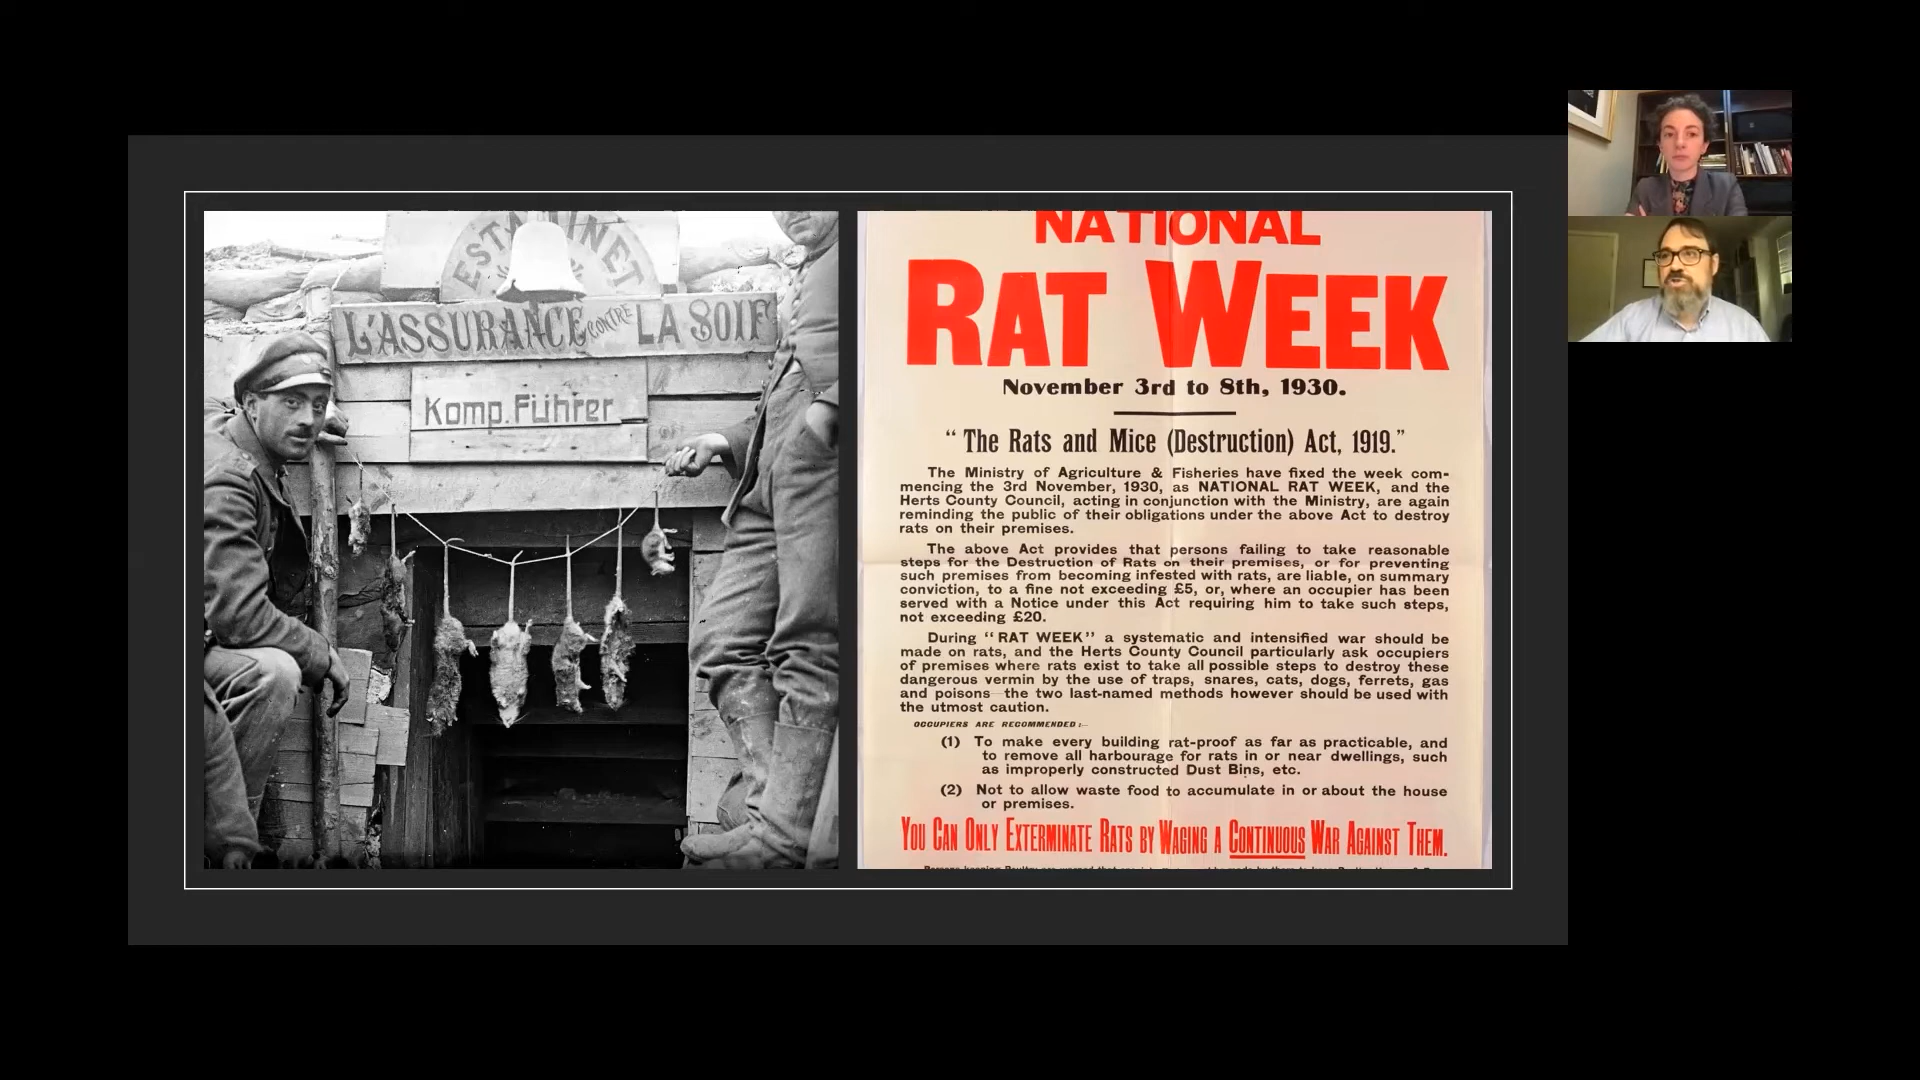 ESTAMINET
L'ASSURANCE CONTRE LA SOIF
Komp. Führer
NATIONAL
RAT WEEK
November 3rd to 8th, 1930.
“ The Rats and Mice (Destruction) Act, 1919.”
The Ministry of Agriculture & Fisheries have fixed the week com-
mencing the 3rd November, 1930, as NATIONAL RAT WEEK, and the
Herts County Council, acting in conjunction with the Ministry, are again
reminding the public of their obligations under the above Act to destroy
rats on their premises.
The above Act provides that persons failing to take reasonable
steps for the Destruction of Rats on their premises, or for preventing
such premises from becoming infested with rats, are liable, on summary
conviction, to a fine not exceeding £5, or, where an occupier has been
served with a Notice under this Act requiring him to take such steps,
not exceeding £20.
During “RAT WEEK” a systematic and intensified war should be
made on rats, and the Herts County Council particularly ask occupiers
of premises where rats exist to take all possible steps to destroy these
dangerous vermin by the use of traps, snares, cats, dogs, ferrets, gas
and poisons—the two last-named methods however should be used with
the utmost caution.
OCCUPIERS ARE RECOMMENDED:—
(1) To make every building rat-proof as far as practicable, and
to remove all harbourage for rats in or near dwellings, such
as improperly constructed Dust Bins, etc.
(2) Not to allow waste food to accumulate in or about the house
or premises.
YOU CAN ONLY EXTERMINATE RATS BY WAGING A CONTINUOUS WAR AGAINST THEM.